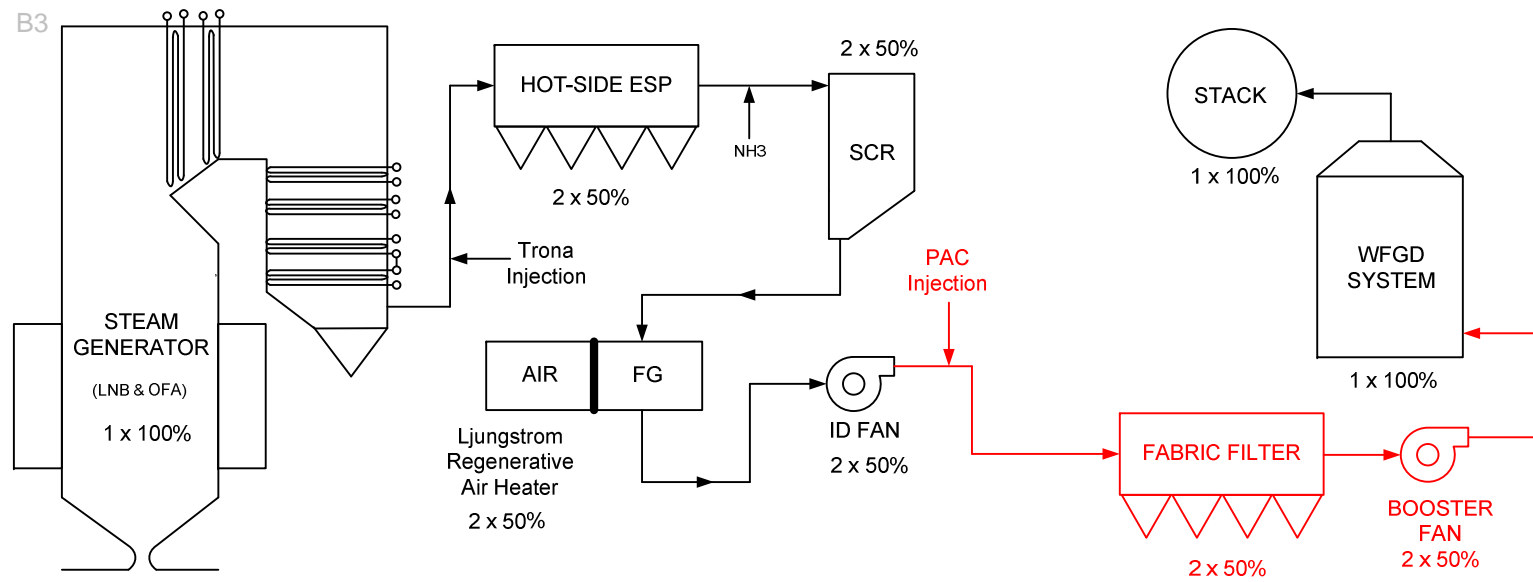 B3
STEAM
GENERATOR
(LNB & OFA)
1 x 100%
Trona
Injection
HOT-SIDE ESP
2 x 50%
NH3
2 x 50%
SCR
AIR
FG
Ljungstrom
Regenerative
Air Heater
2 x 50%
ID FAN
2 x 50%
PAC
Injection
FABRIC FILTER
2 x 50%
BOOSTER
FAN
2 x 50%
WFGD
SYSTEM
1 x 100%
STACK
1 x 100%